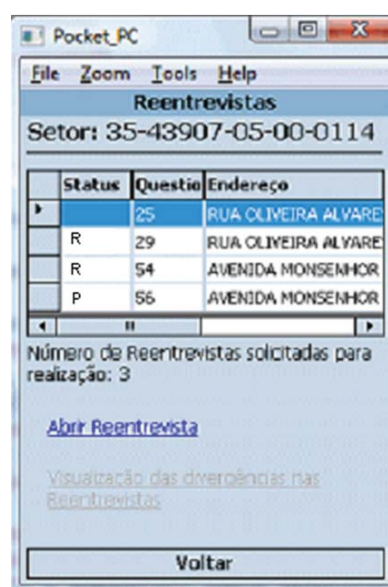 Pocket_PC
File Zoom Tools Help
Reentrevistas
Setor: 35-43907-05-00-0114
Status Questio Endereço
25 RUA OLIVEIRA ALVARE
R 29 RUA OLIVEIRA ALVARE
R 54 AVENIDA MONSENHOR
P 56 AVENIDA MONSENHOR
Número de Reentrevistas solicitadas para
realização: 3
Abrir Reentrevista
Visualização das divergências nas
Reentrevistas
Voltar